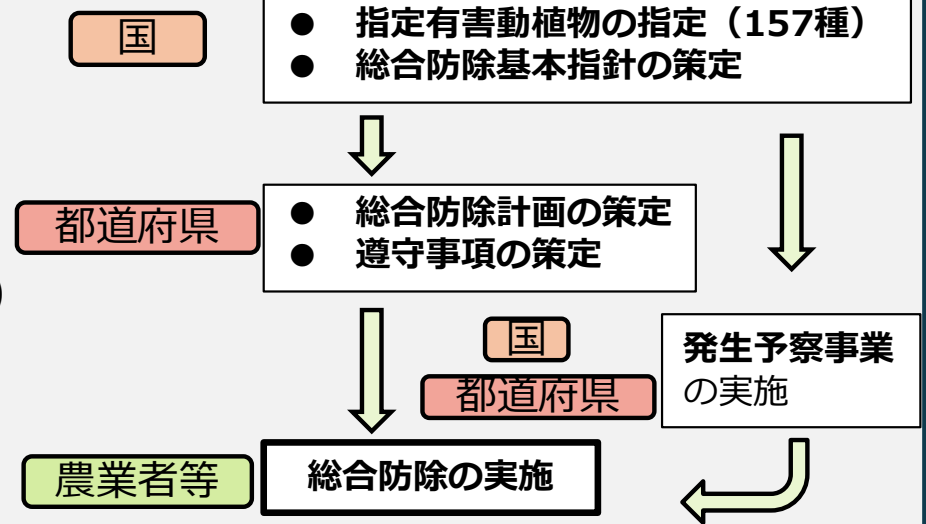 国
● 指定有害動植物の指定（157種）
● 総合防除基本指針の策定
都道府県
● 総合防除計画の策定
● 遵守事項の策定
)
国
都道府県
発生予察事業
の実施
農業者等
総合防除の実施